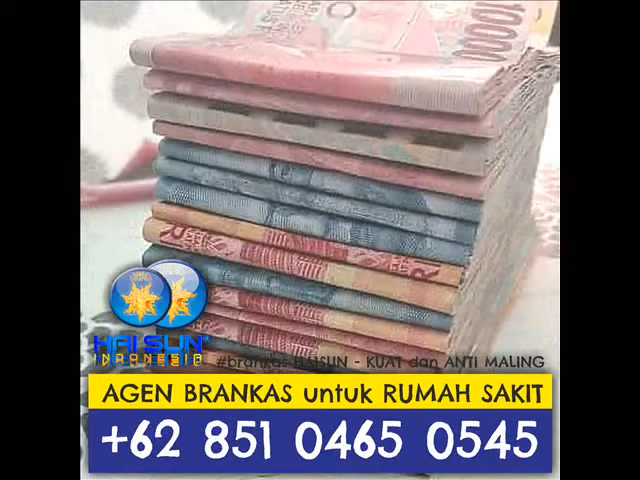 10000
HAISUN
INDONESIA
#brankas HAISUN - KUAT dan ANTI MALING
AGEN BRANKAS untuk RUMAH SAKIT
+62 851 0465 0545